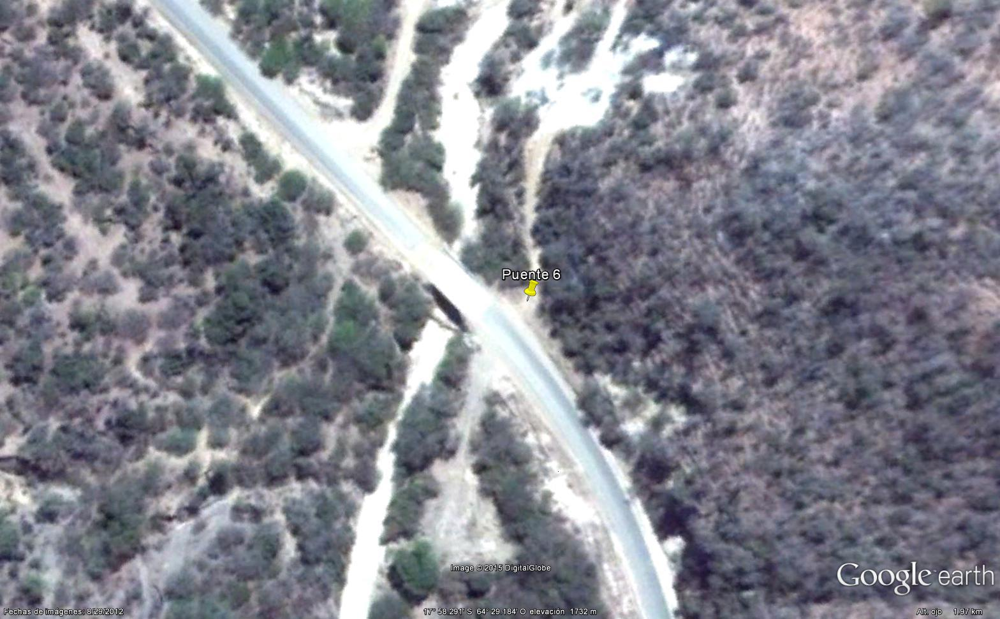 Puente 6
Image © 2015 DigitalGlobe
Google earth
Fechas de imágenes: 8/29/2012
17° 58.291' S 64° 29.184' O elevación 1732 m
Alt. ojo 1.97 km